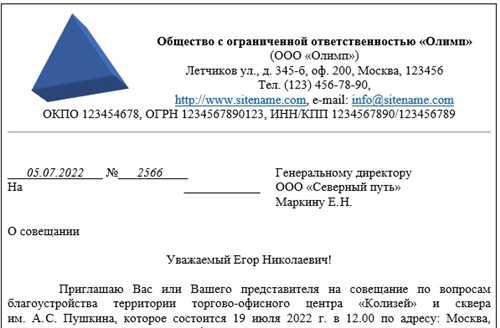 Общество с ограниченной ответственностью «Олимп»
(ООО «Олимп»)
Летчиков ул., д. 345-б, оф. 200, Москва, 123456
Тел. (123) 456-78-90,
http://www.sitename.com, e-mail: info@sitename.com
ОКПО 123454678, ОГРН 1234567890123, ИНН/КПП 1234567890/123456789
05.07.2022 № 2566
На
Генеральному директору
ООО «Северный путь»
Маркину Е.Н.
О совещании
Уважаемый Егор Николаевич!
Приглашаю Вас или Вашего представителя на совещание по вопросам
благоустройства территории торгово-офисного центра «Колизей» и сквера
им. А.С. Пушкина, которое состоится 19 июля 2022 г. в 12.00 по адресу: Москва,